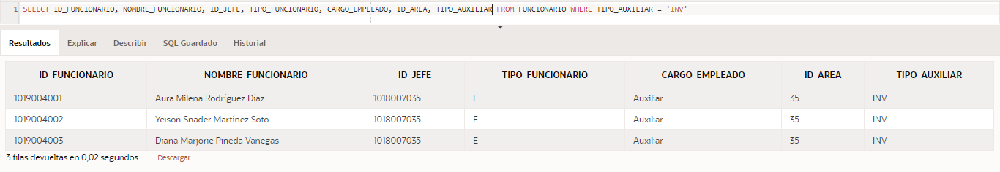 1 SELECT ID_FUNCIONARIO, NOMBRE_FUNCIONARIO, ID_JEFE, TIPO_FUNCIONARIO, CARGO_EMPLEADO, ID_AREA, TIPO_AUXILIAR FROM FUNCIONARIO WHERE TIPO_AUXILIAR = 'INV'
Resultados Explicar Describir SQL Guardado Historial
ID_FUNCIONARIO NOMBRE_FUNCIONARIO ID_JEFE TIPO_FUNCIONARIO CARGO_EMPLEADO ID_AREA TIPO_AUXILIAR
1019004001 Aura Milena Rodríguez Díaz 1018007035 E Auxiliar 35 INV
1019004002 Yeison Snader Martínez Soto 1018007035 E Auxiliar 35 INV
1019004003 Diana Marjorie Pineda Vanegas 1018007035 E Auxiliar 35 INV
3 filas devueltas en 0,02 segundos Descargar